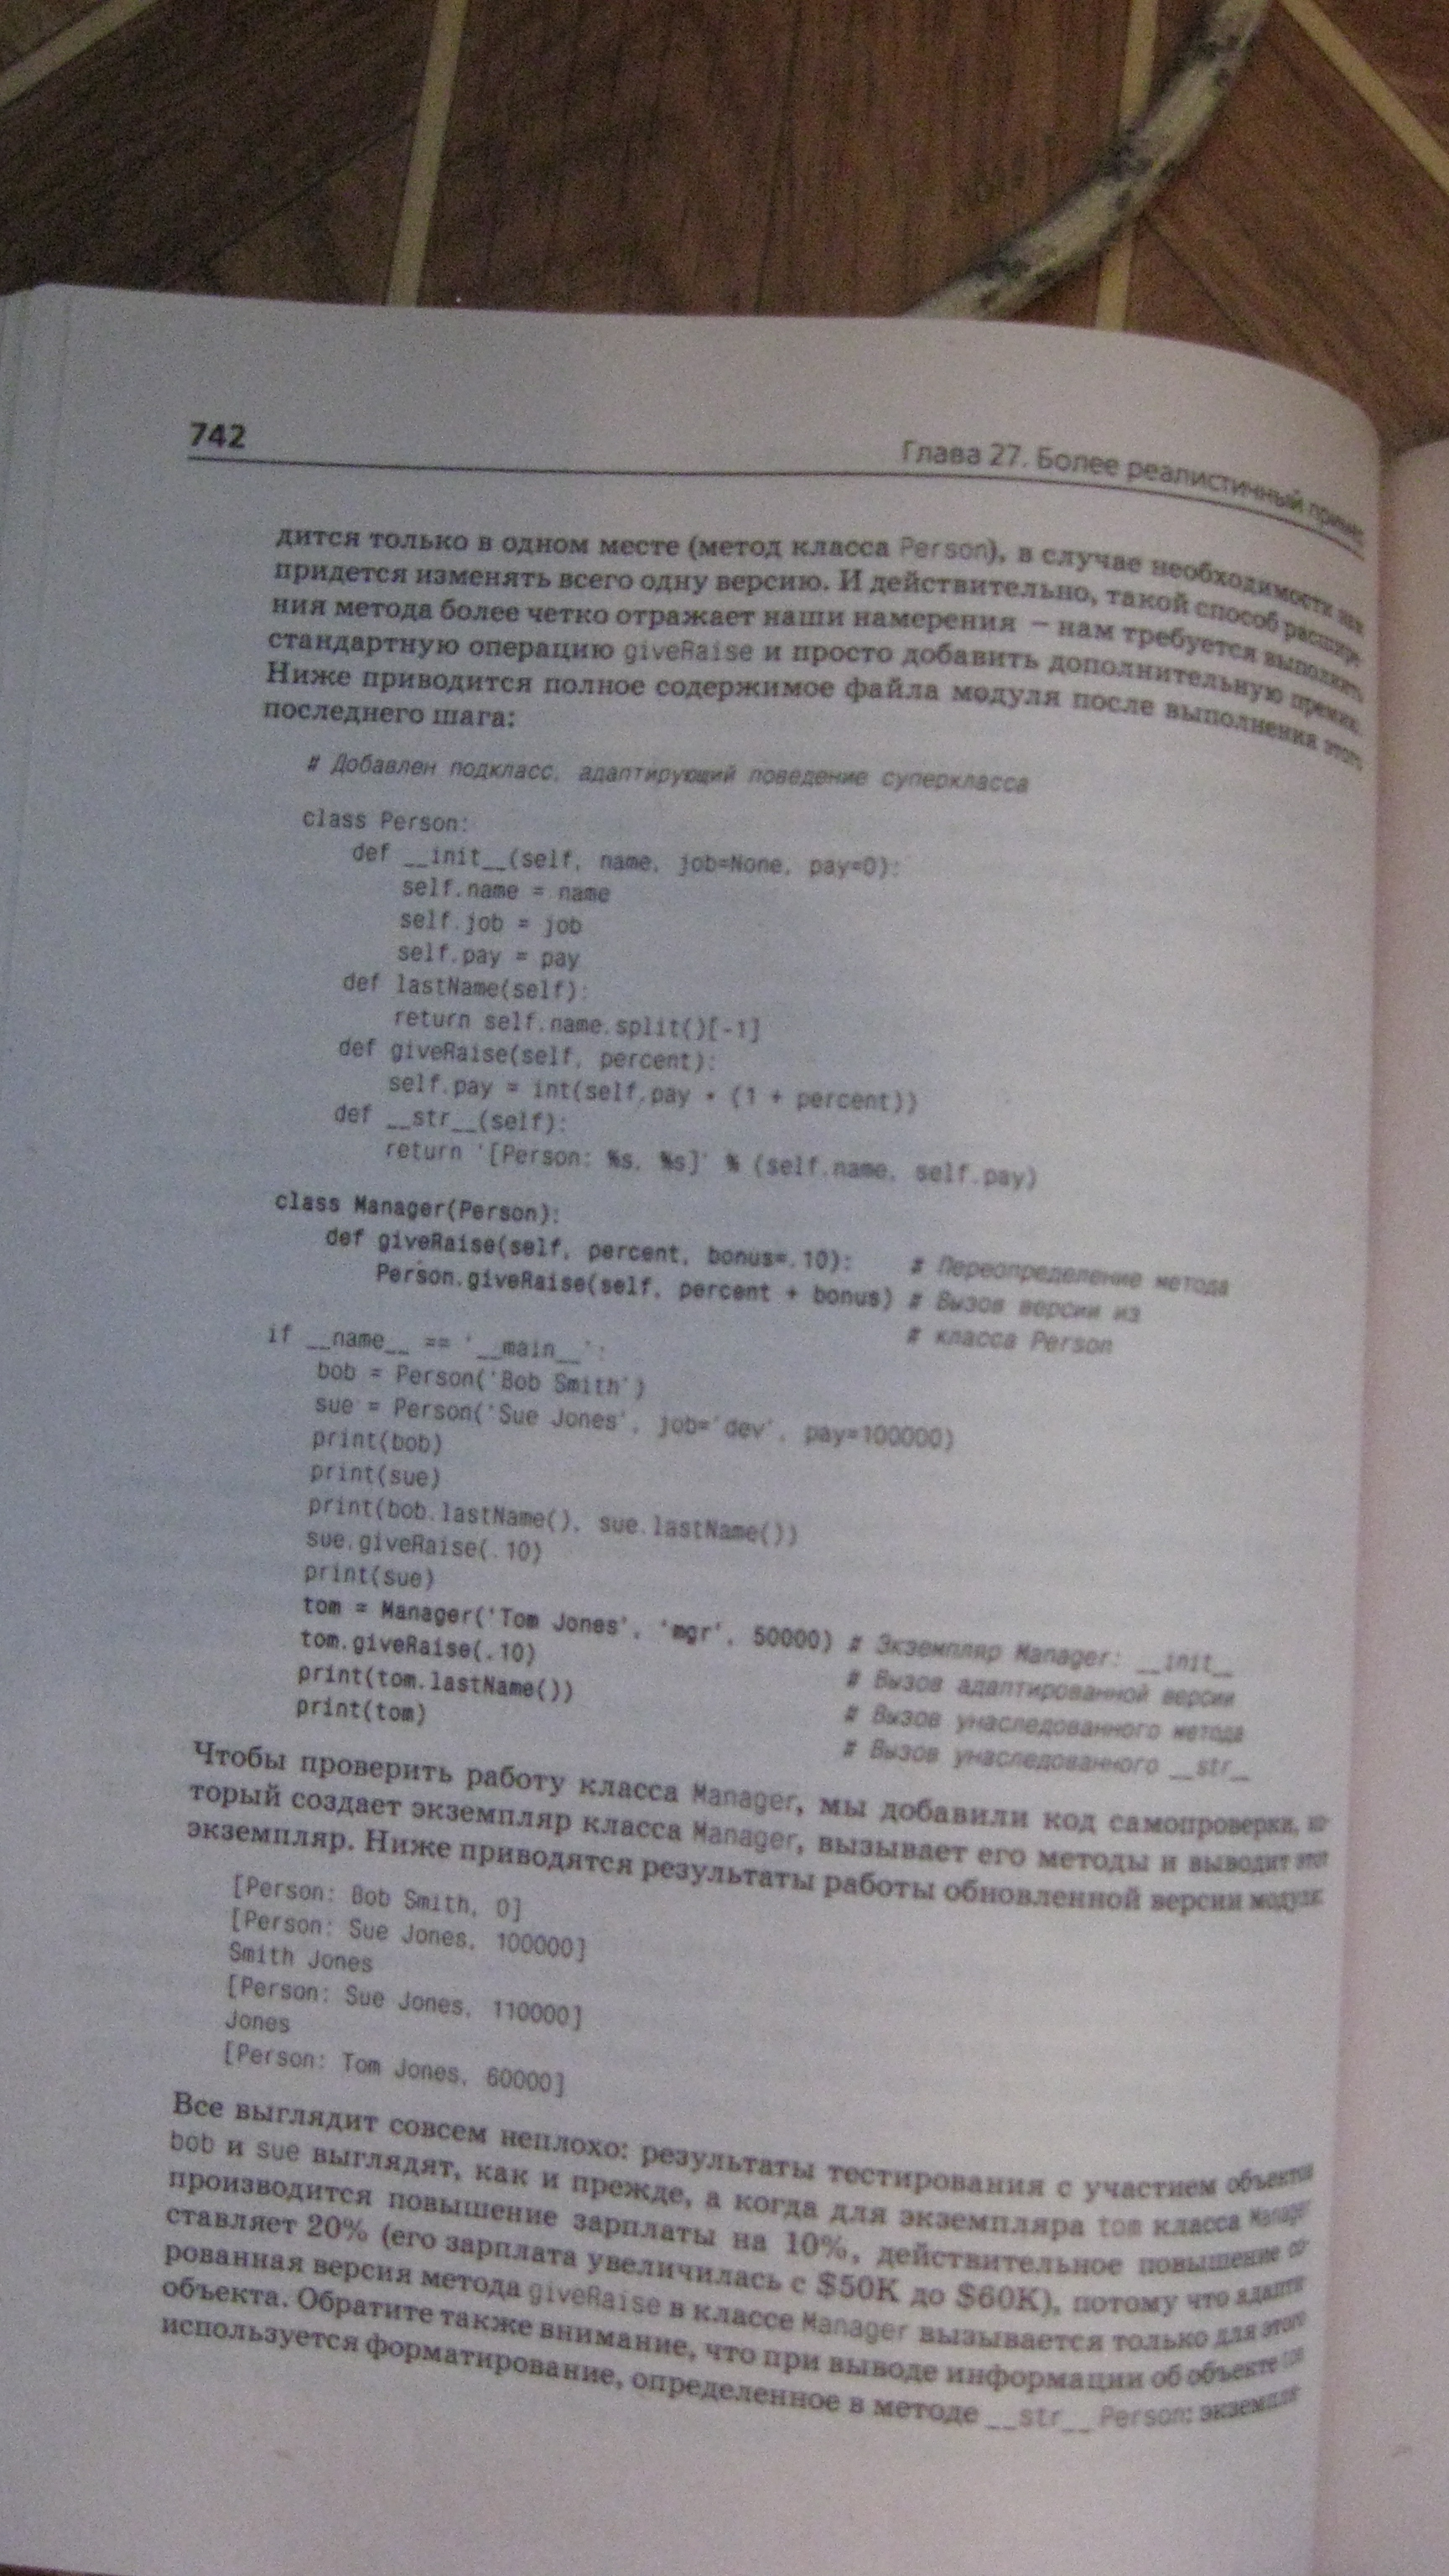 742
Глава 27. Более реалистичный пример
дится только в одном месте (метод класса Person), в случае необходимости нам
придется изменять всего одну версию. И действительно, такой способ расшире-
ния метода более четко отражает наши намерения – нам требуется выполнить
стандартную операцию giveRaise и просто добавить дополнительную премию.
Ниже приводится полное содержимое файла модуля после выполнения этого
последнего шага:
# Добавлен подкласс, адаптирующий поведение суперкласса
class Person:
    def __init__(self, name, job=None, pay=0):
        self.name = name
        self.job = job
        self.pay = pay
    def lastName(self):
        return self.name.split()[-1]
    def giveRaise(self, percent):
        self.pay = int(self.pay * (1 + percent))
    def __str__(self):
        return '[Person: %s, %s]' % (self.name, self.pay)
class Manager(Person):
    def giveRaise(self, percent, bonus=.10):    # Переопределение метода
        Person.giveRaise(self, percent + bonus) # Вызов версии из
                                                # класса Person
if __name__ == '__main__':
    bob = Person('Bob Smith')
    sue = Person('Sue Jones', job='dev', pay=100000)
    print(bob)
    print(sue)
    print(bob.lastName(), sue.lastName())
    sue.giveRaise(.10)
    print(sue)
    tom = Manager('Tom Jones', 'mgr', 50000) # Экземпляр Manager: __init__
    tom.giveRaise(.10)                       # Вызов адаптированной версии
    print(tom.lastName())                    # Вызов унаследованного метода
    print(tom)                               # Вызов унаследованного __str__
Чтобы проверить работу класса Manager, мы добавили код самопроверки, ко-
торый создает экземпляр класса Manager, вызывает его методы и выводит этот
экземпляр. Ниже приводятся результаты работы обновленной версии модуля:
[Person: Bob Smith, 0]
[Person: Sue Jones, 100000]
Smith Jones
[Person: Sue Jones, 110000]
Jones
[Person: Tom Jones, 60000]
Все выглядит совсем неплохо: результаты тестирования с участием объектов
bob и sue выглядят, как и прежде, а когда для экземпляра tom класса Manager
производится повышение зарплаты на 10%, действительное повышение со-
ставляет 20% (его зарплата увеличилась с $50K до $60K), потому что адапти-
рованная версия метода giveRaise в классе Manager вызывается только для этого
объекта. Обратите также внимание, что при выводе информации об объекте tom
используется форматирование, определенное в методе __str__ Person: экземпля-